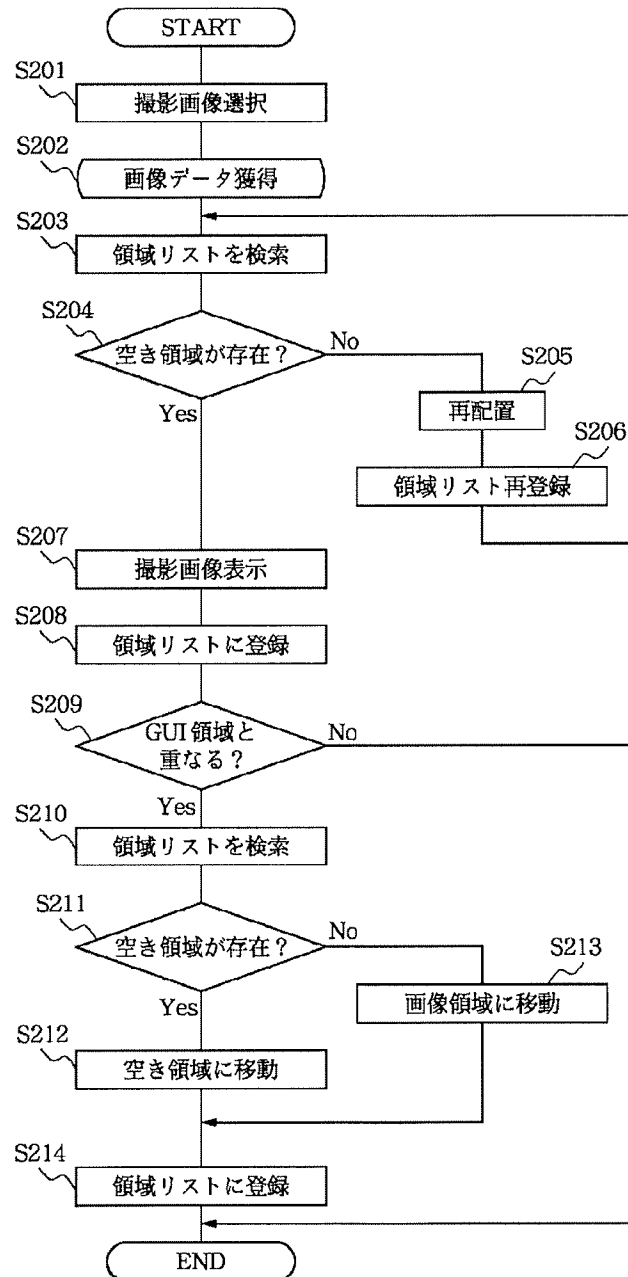 START
S201
撮影画像選択
S202
画像データ獲得
S203
領域リストを検索
S204
空き領域が存在？
No
Yes
S205
再配置
S206
領域リスト再登録
S207
撮影画像表示
S208
領域リストに登録
S209
GUI領域と
重なる？
No
Yes
S210
領域リストを検索
S211
空き領域が存在？
No
Yes
S213
画像領域に移動
S212
空き領域に移動
S214
領域リストに登録
END